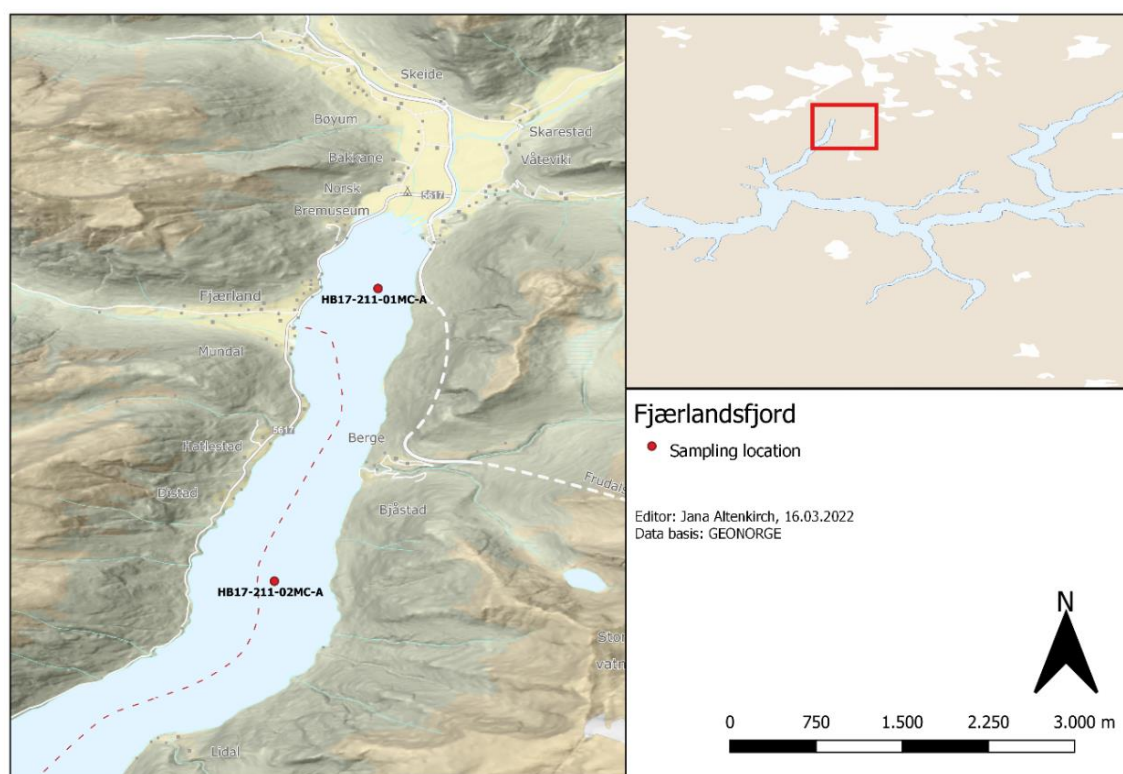 Skeide
Bøyum
Skarestad
Bakkane
Våteviki
Norsk
Bremuseum
5617
HB17-211-01MC-A
Fjærland
Mundal
5617
Hatlestad
Berge
Distad
Frudals
Bjåstad
HB17-211-02MC-A
Stor
vatn
Lidal
Fjærlandsfjord
Sampling location
Editor: Jana Altenkirch, 16.03.2022
Data basis: GEONORGE
N
0 750 1.500 2.250 3.000 m